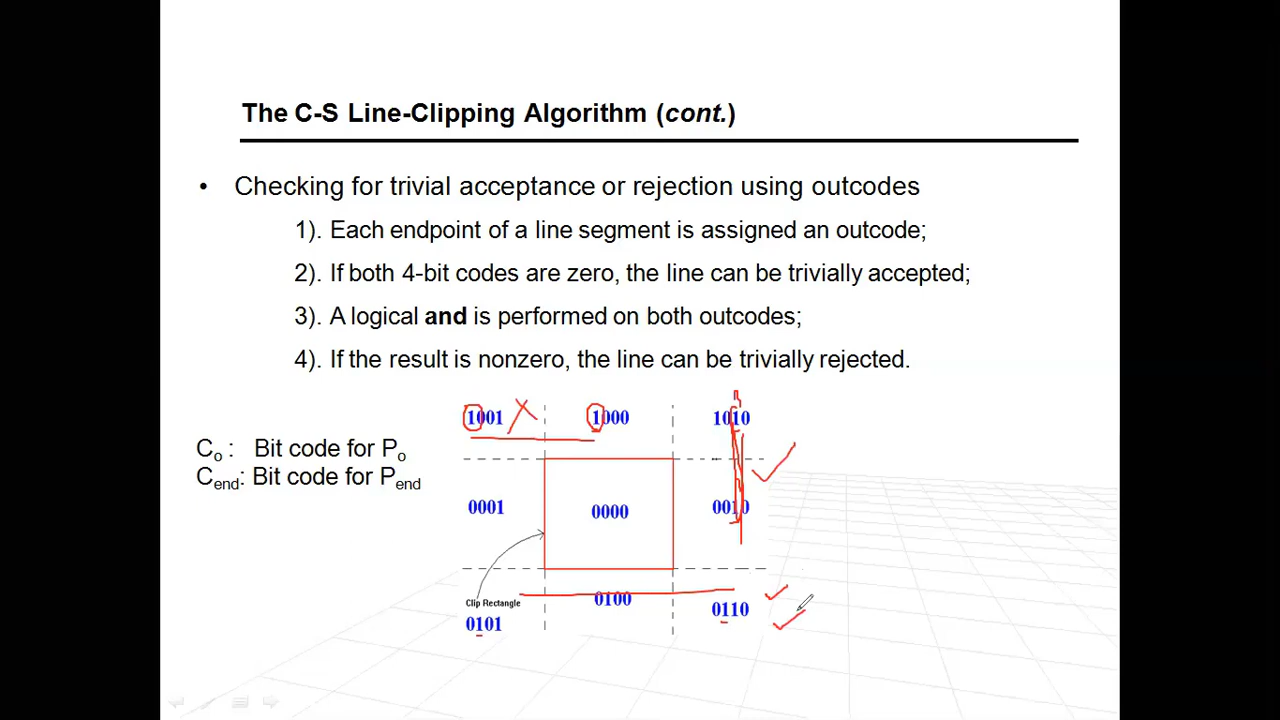 The C-S Line-Clipping Algorithm (cont.)
• Checking for trivial acceptance or rejection using outcodes
1). Each endpoint of a line segment is assigned an outcode;
2). If both 4-bit codes are zero, the line can be trivially accepted;
3). A logical and is performed on both outcodes;
4). If the result is nonzero, the line can be trivially rejected.
1001 1000 1010
Co : Bit code for Po
Cend: Bit code for Pend
0001 0000 0010
Clip Rectangle
0101 0100 0110